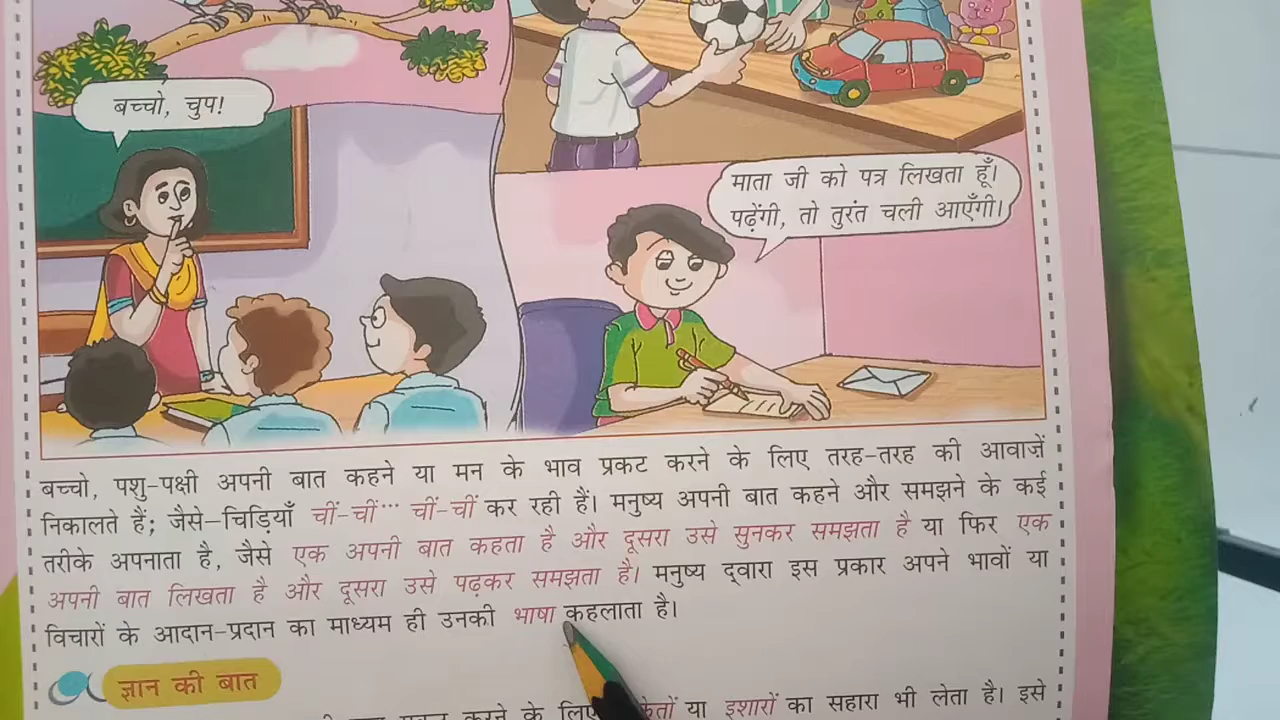 बच्चो, चुप!
माता जी को पत्र लिखता हूँ।
पढ़ेंगी, तो तुरंत चली आएँगी।
बच्चो, पशु-पक्षी अपनी बात कहने या मन के भाव प्रकट करने के लिए तरह-तरह की आवाजें
निकालते हैं; जैसे–चिड़ियाँ चीं-चीं... चीं-चीं कर रही हैं। मनुष्य अपनी बात कहने और समझने के कई
तरीके अपनाता है, जैसे एक अपनी बात कहता है और दूसरा उसे सुनकर समझता है या फिर एक
अपनी बात लिखता है और दूसरा उसे पढ़कर समझता है। मनुष्य द्वारा इस प्रकार अपने भावों या
विचारों के आदान-प्रदान का माध्यम ही उनकी भाषा कहलाता है।
ज्ञान की बात
करने के लिए या इशारों का सहारा भी लेता है। इसे